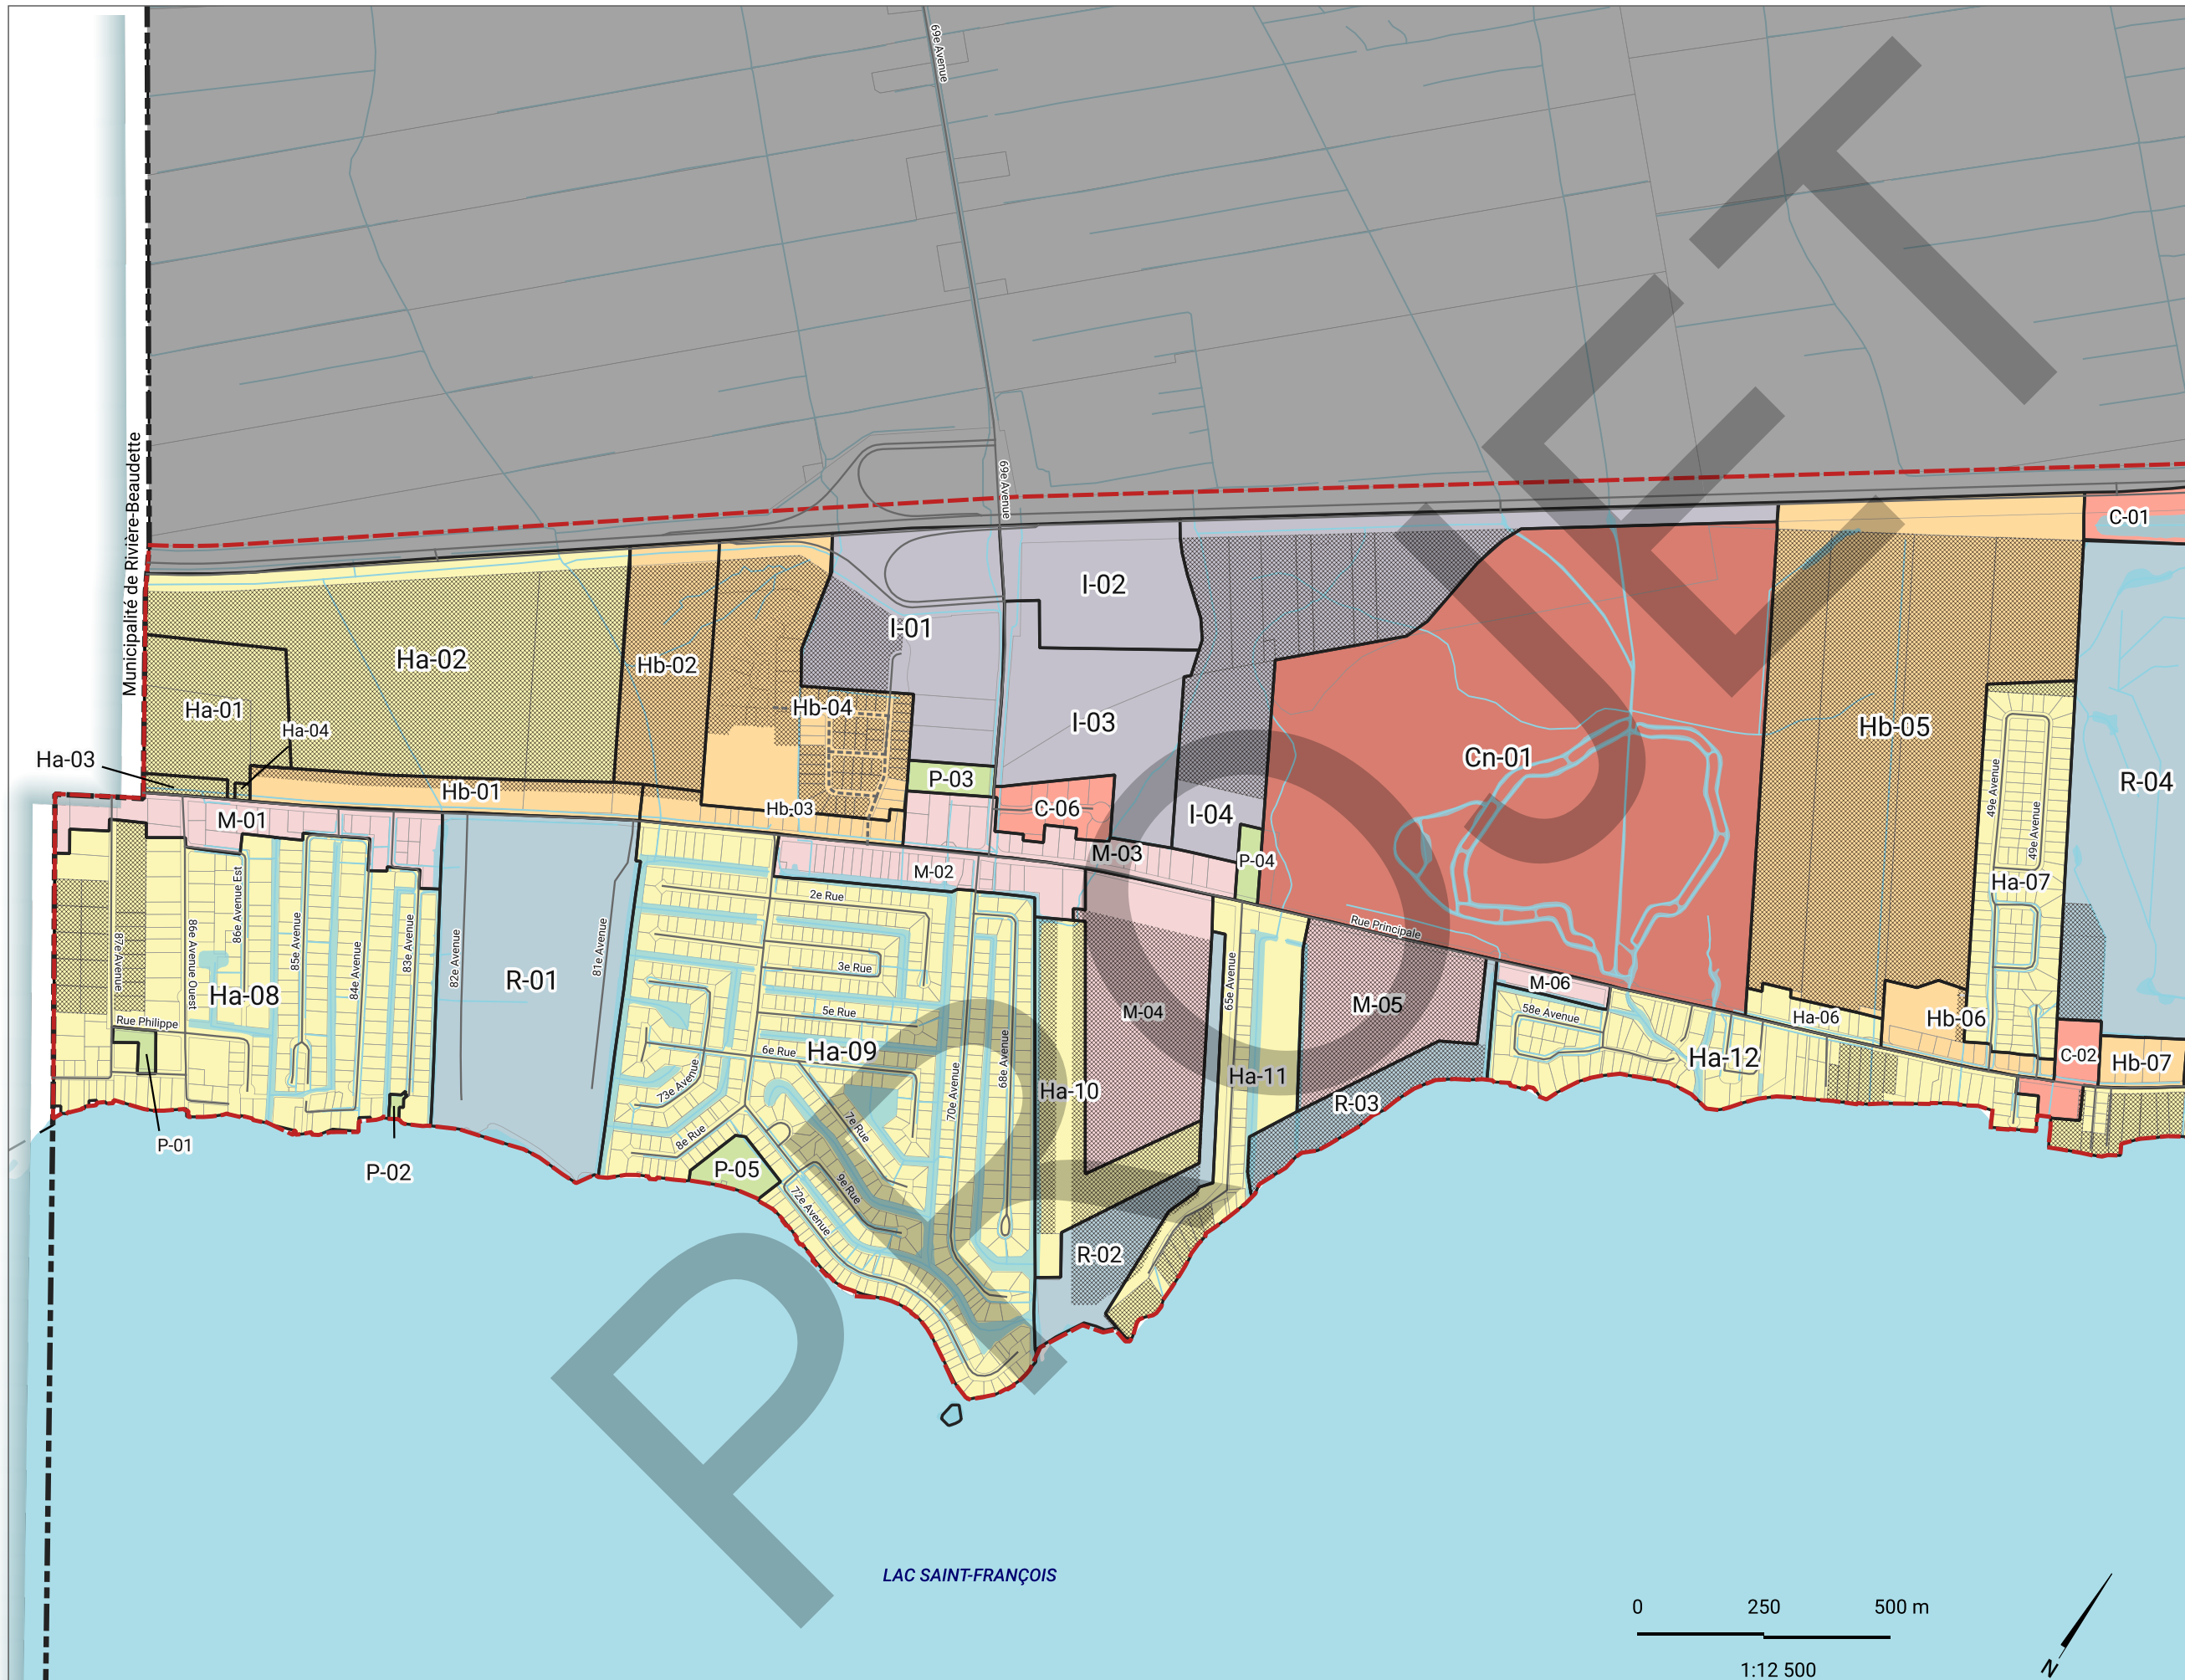 69e Avenue
PROJET
Municipalité de Rivière-Beaudette
69e Avenue
C-01
I-02
I-01
Ha-02
Hb-02
Ha-01
Hb-04
I-03
Hb-05
Ha-04
Ha-03
Cn-01
P-03
R-04
Hb-01
Hb-03
C-06
I-04
M-01
49e Avenue
49e Avenue
M-03
P-04
M-02
Ha-07
2e Rue
86e Avenue Est
87e Avenue
86e Avenue Ouest
85e Avenue
84e Avenue
83e Avenue
82e Avenue
81e Avenue
Rue Principale
3e Rue
R-01
65e Avenue
M-06
Ha-08
5e Rue
M-04
M-05
58e Avenue
Ha-06
Hb-06
Rue Philippe
6e Rue
Ha-09
68e Avenue
70e Avenue
Ha-12
C-02
Hb-07
73e Avenue
Ha-10
Ha-11
R-03
7e Rue
8e Rue
P-01
P-02
P-05
9e Rue
72e Avenue
R-02
LAC SAINT-FRANÇOIS
0 250 500 m
1:12 500
N